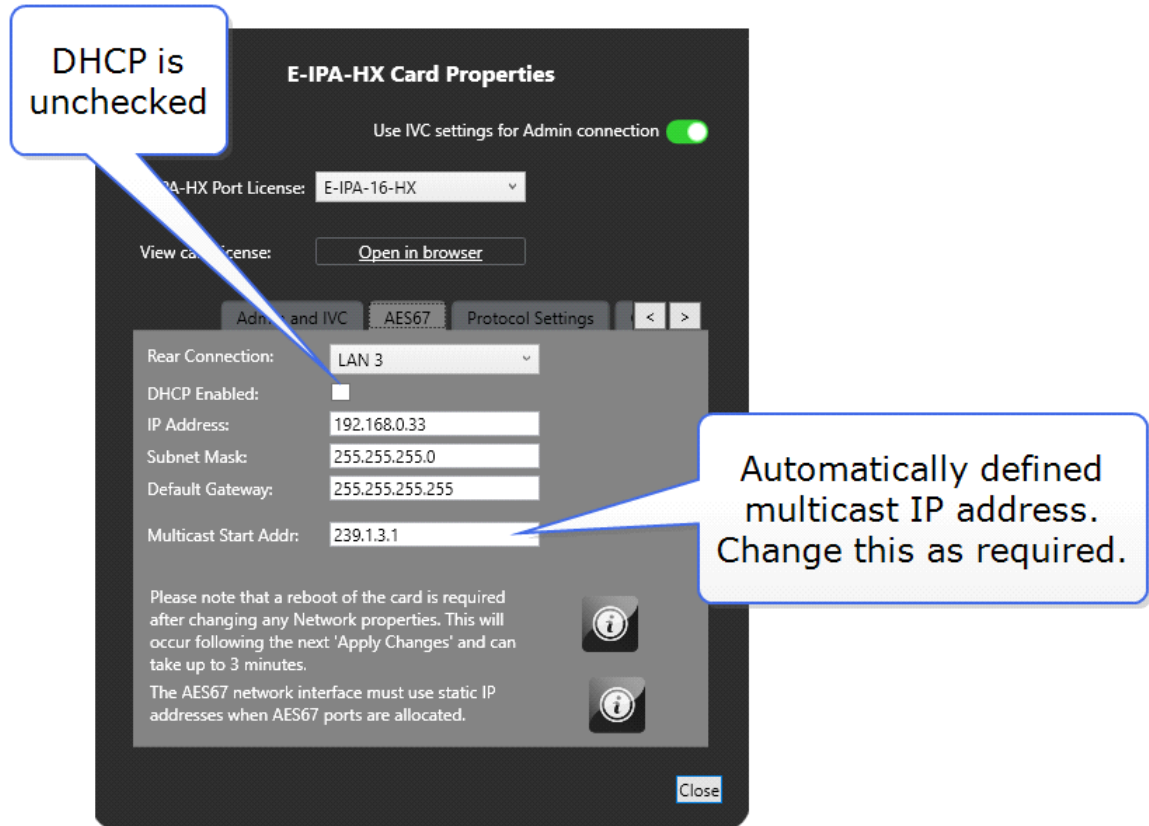 DHCP is
unchecked
E-IPA-HX Card Properties
Use IVC settings for Admin connection
PA-HX Port License: E-IPA-16-HX
View ca icense: Open in browser
Admi and IVC AES67 Protocol Settings < >
Rear Connection: LAN 3
DHCP Enabled:
IP Address: 192.168.0.33
Subnet Mask: 255.255.255.0
Default Gateway: 255.255.255.255
Multicast Start Addr: 239.1.3.1
Automatically defined
multicast IP address.
Change this as required.
Please note that a reboot of the card is required
after changing any Network properties. This will
occur following the next 'Apply Changes' and can
take up to 3 minutes.
The AES67 network interface must use static IP
addresses when AES67 ports are allocated.
Close